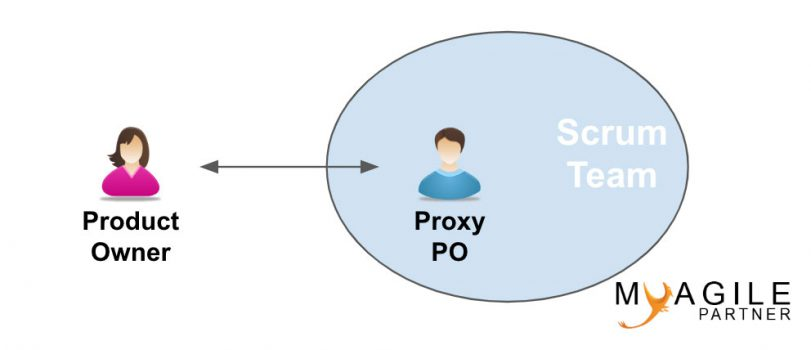 Scrum
Team
Product
Owner
Proxy
PO
MYAGILE
PARTNER